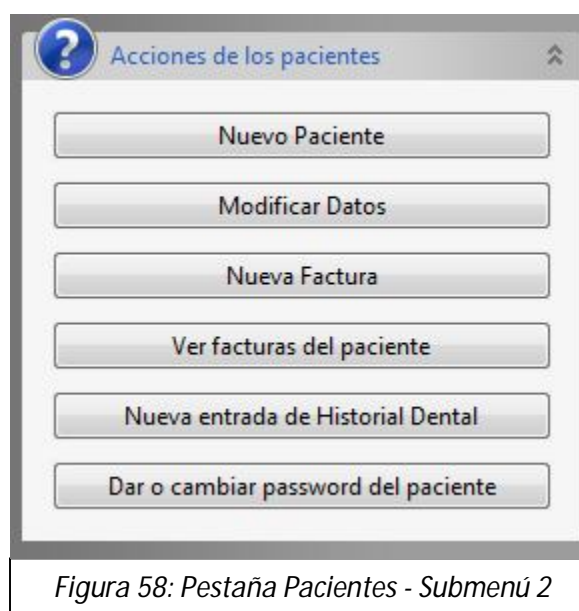 Acciones de los pacientes
Nuevo Paciente
Modificar Datos
Nueva Factura
Ver facturas del paciente
Nueva entrada de Historial Dental
Dar o cambiar password del paciente
Figura 58: Pestaña Pacientes - Submenú 2